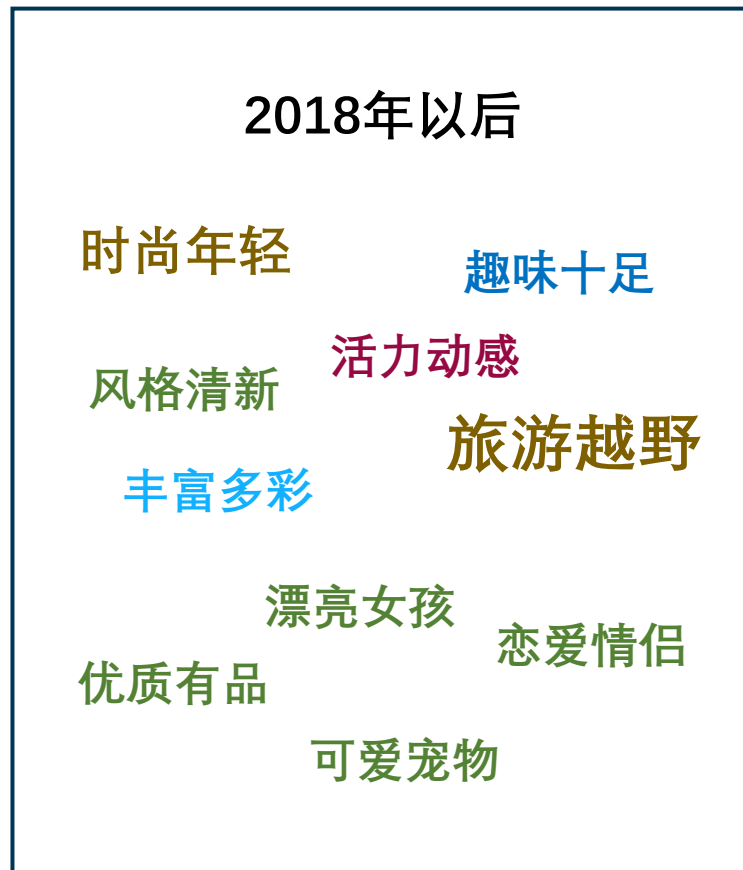 2018年以后
时尚年轻
趣味十足
活力动感
风格清新
旅游越野
丰富多彩
漂亮女孩
恋爱情侣
优质有品
可爱宠物